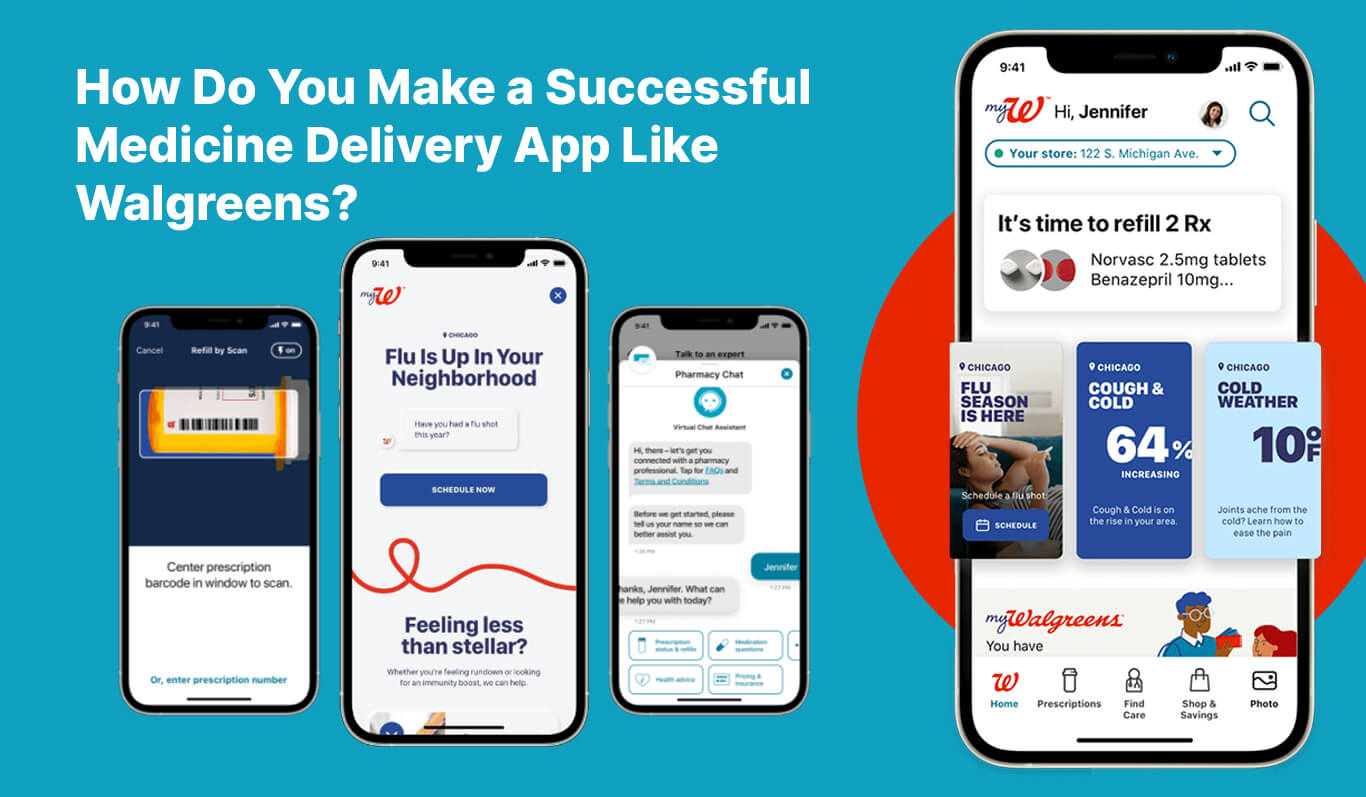 How Do You Make a Successful
Medicine Delivery App Like
Walgreens?
9:41
Cancel
Refill by Scan
on
Center prescription
barcode in window to scan.
Or, enter prescription number
9:41
myW
CHICAGO
Flu Is Up In Your
Neighborhood
Have you had a flu shot
this year?
SCHEDULE NOW
Feeling less
than stellar?
Whether you're feeling rundown or looking
for an immunity boost, we can help.
9:41
Talk to an expert
Pharmacy Chat
Virtual Chat Assistant
Hi, there – let's get you
connected with a pharmacy
professional. Tap for FAQs and
Terms and Conditions
Before we get started, please
tell us your name so we can
better assist you.
1:26 PM
Jennifer
1:27 PM
hanks, Jennifer. What can
e help you with today?
1:27 PM
Prescription
status & refills
Medication
questions
Health advice
Pricing &
insurance
9:41
myW™ Hi, Jennifer
Your store: 122 S. Michigan Ave.
It's time to refill 2 Rx
Norvasc 2.5mg tablets
Benazepril 10mg...
CHICAGO
FLU
SEASON
IS HERE
Schedule a flu shot:
SCHEDULE
CHICAGO
COUGH &
COLD
64%
INCREASING
Cough & Cold is on
the rise in your area.
CHICAGO
COLD
WEATHER
10°F
Joints ache from the
cold? Learn how to
ease the pain
myWalgreens™
You have
W
Home
Prescriptions
Find
Care
Shop &
Savings
Photo